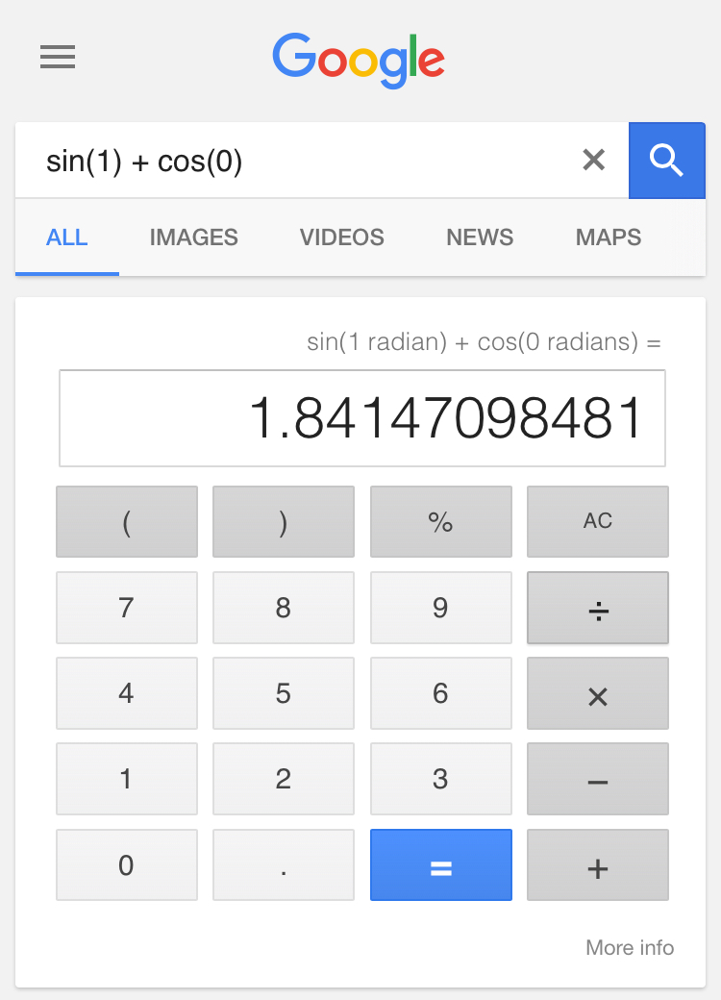 Google
sin(1) + cos(0) ✕
ALL IMAGES VIDEOS NEWS MAPS
sin(1 radian) + cos(0 radians) =
1.84147098481
( ) % AC
7 8 9 ÷
4 5 6 ×
1 2 3 −
0 . = +
More info